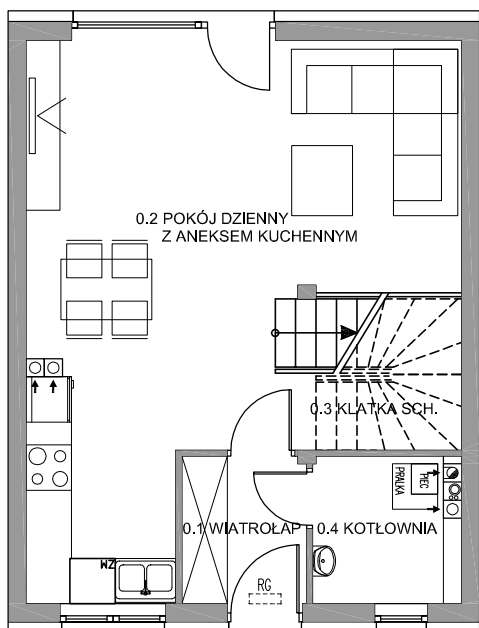 0.2 POKÓJ DZIENNY
Z ANEKSEM KUCHENNYM
0.3 KLATKA SCH.
PRALKA
PIEC
0.1 WIATROŁAP
0.4 KOTŁOWNIA
WZ
RG